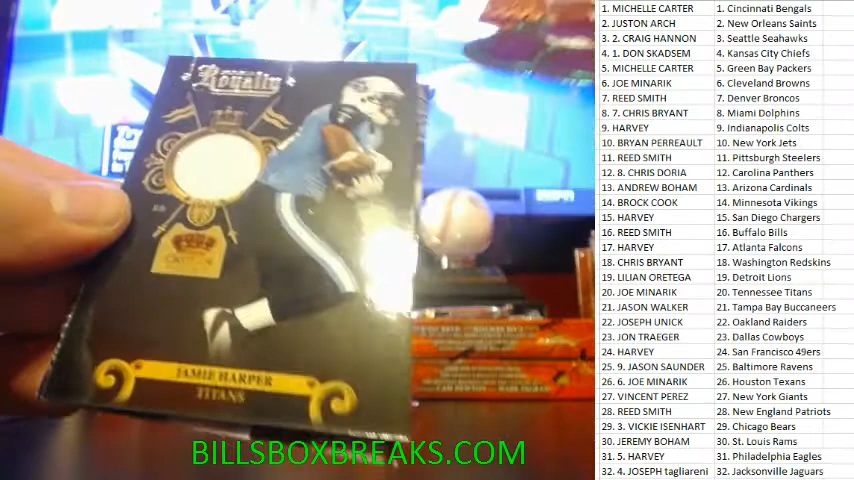 Royalty
JAMIE HARPER
TITANS
BILLSBOXBREAKS.COM
1. MICHELLE CARTER 1. Cincinnati Bengals
2. JUSTON ARCH 2. New Orleans Saints
3. 2. CRAIG HANNON 3. Seattle Seahawks
4. 1. DON SKADSEM 4. Kansas City Chiefs
5. MICHELLE CARTER 5. Green Bay Packers
6. JOE MINARIK 6. Cleveland Browns
7. REED SMITH 7. Denver Broncos
8. 7. CHRIS BRYANT 8. Miami Dolphins
9. HARVEY 9. Indianapolis Colts
10. BRYAN PERREAULT 10. New York Jets
11. REED SMITH 11. Pittsburgh Steelers
12. 8. CHRIS DORIA 12. Carolina Panthers
13. ANDREW BOHAM 13. Arizona Cardinals
14. BROCK COOK 14. Minnesota Vikings
15. HARVEY 15. San Diego Chargers
16. REED SMITH 16. Buffalo Bills
17. HARVEY 17. Atlanta Falcons
18. CHRIS BRYANT 18. Washington Redskins
19. LILIAN ORETEGA 19. Detroit Lions
20. JOE MINARIK 20. Tennessee Titans
21. JASON WALKER 21. Tampa Bay Buccaneers
22. JOSEPH UNICK 22. Oakland Raiders
23. JON TRAEGER 23. Dallas Cowboys
24. HARVEY 24. San Francisco 49ers
25. 9. JASON SAUNDER 25. Baltimore Ravens
26. 6. JOE MINARIK 26. Houston Texans
27. VINCENT PEREZ 27. New York Giants
28. REED SMITH 28. New England Patriots
29. 3. VICKIE ISENHART 29. Chicago Bears
30. JEREMY BOHAM 30. St. Louis Rams
31. 5. HARVEY 31. Philadelphia Eagles
32. 4. JOSEPH tagliareni 32. Jacksonville Jaguars